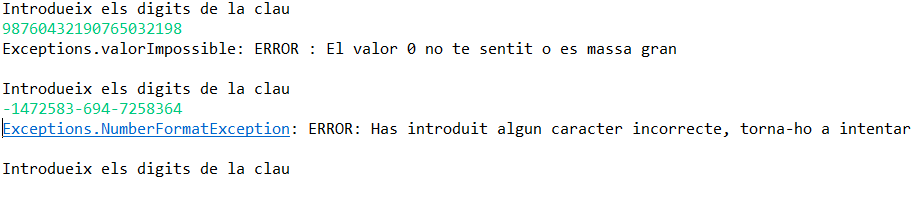 Introdueix els digits de la clau
98760432190765032198
Exceptions.valorImpossible: ERROR : El valor 0 no te sentit o es massa gran
Introdueix els digits de la clau
-1472583-694-7258364
Exceptions.NumberFormatException: ERROR: Has introduit algun caracter incorrecte, torna-ho a intentar
Introdueix els digits de la clau